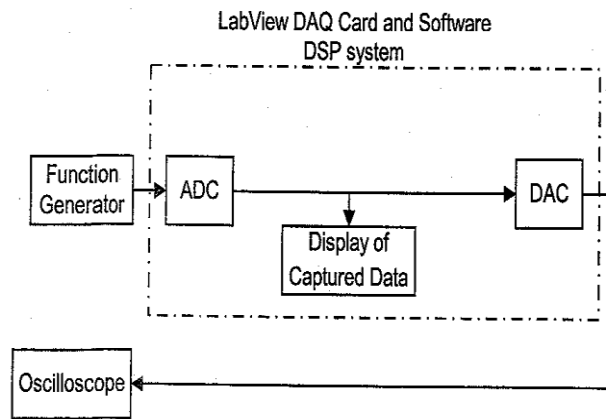 LabView DAQ Card and Software
DSP system
Function
Generator
ADC
DAC
Display of
Captured Data
Oscilloscope